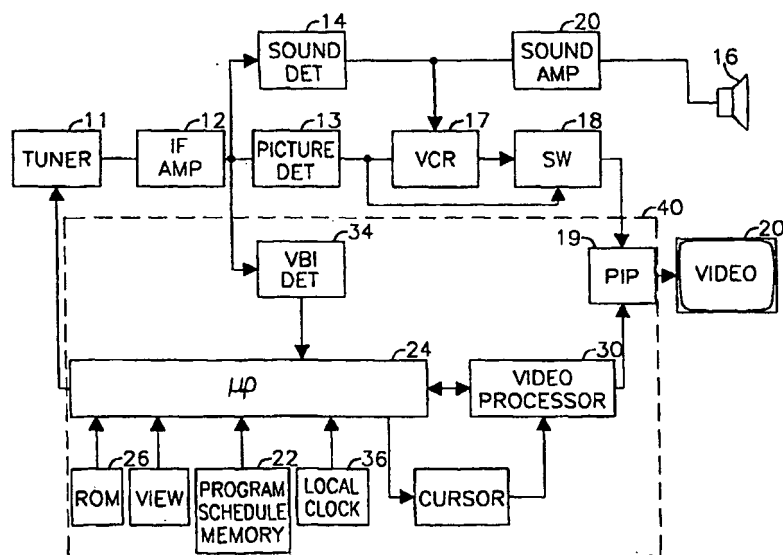 14
SOUND
DET
20
SOUND
AMP
16
11
TUNER
12
IF
AMP
13
PICTURE
DET
17
VCR
18
SW
40
34
VBI
DET
19
PIP
20
VIDEO
24
μp
30
VIDEO
PROCESSOR
26
ROM
VIEW
22
PROGRAM
SCHEDULE
MEMORY
36
LOCAL
CLOCK
CURSOR